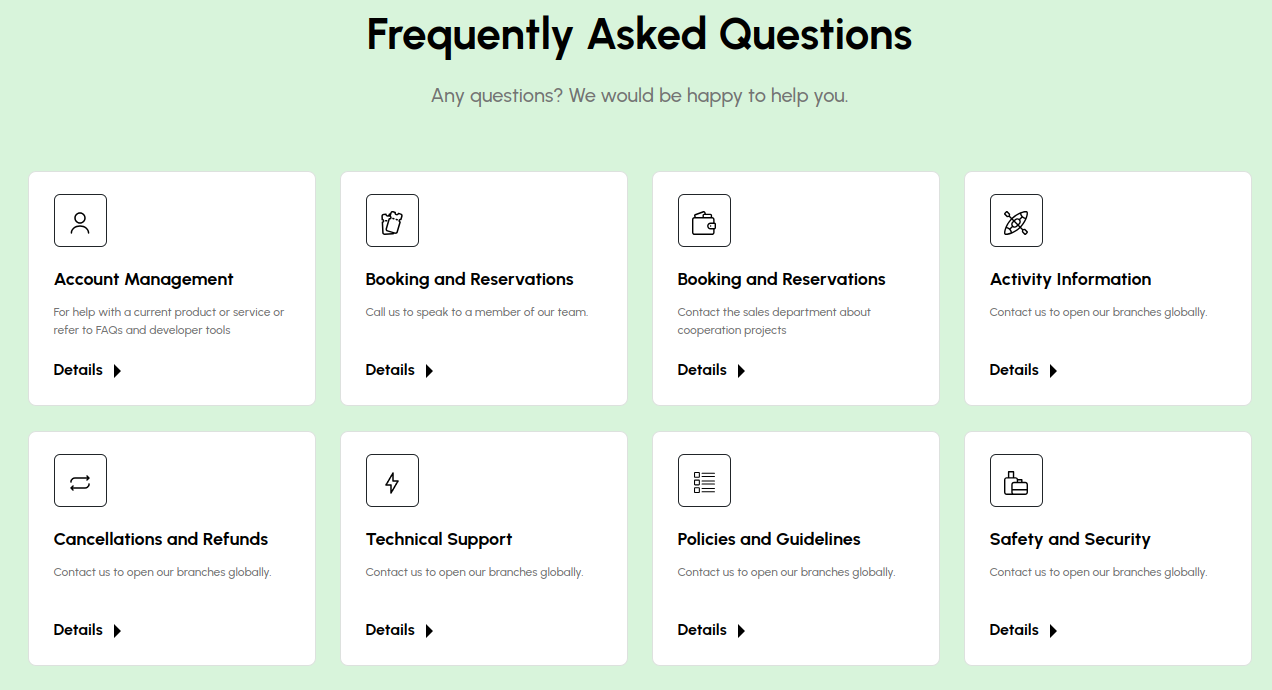 Frequently Asked Questions
Any questions? We would be happy to help you.
Account Management
For help with a current product or service or
refer to FAQs and developer tools
Details
Booking and Reservations
Call us to speak to a member of our team.
Details
Booking and Reservations
Contact the sales department about
cooperation projects
Details
Activity Information
Contact us to open our branches globally.
Details
Cancellations and Refunds
Contact us to open our branches globally.
Details
Technical Support
Contact us to open our branches globally.
Details
Policies and Guidelines
Contact us to open our branches globally.
Details
Safety and Security
Contact us to open our branches globally.
Details